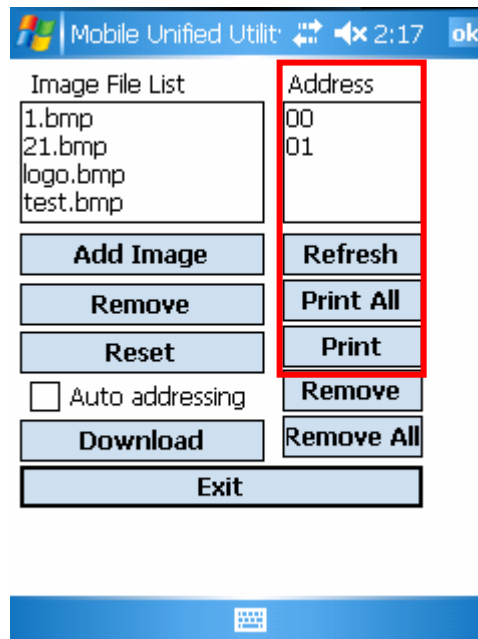 Mobile Unified Utilit 2:17 ok
Image File List
1.bmp
21.bmp
logo.bmp
test.bmp
Add Image
Remove
Reset
Auto addressing
Download
Address
00
01
Refresh
Print All
Print
Remove
Remove All
Exit